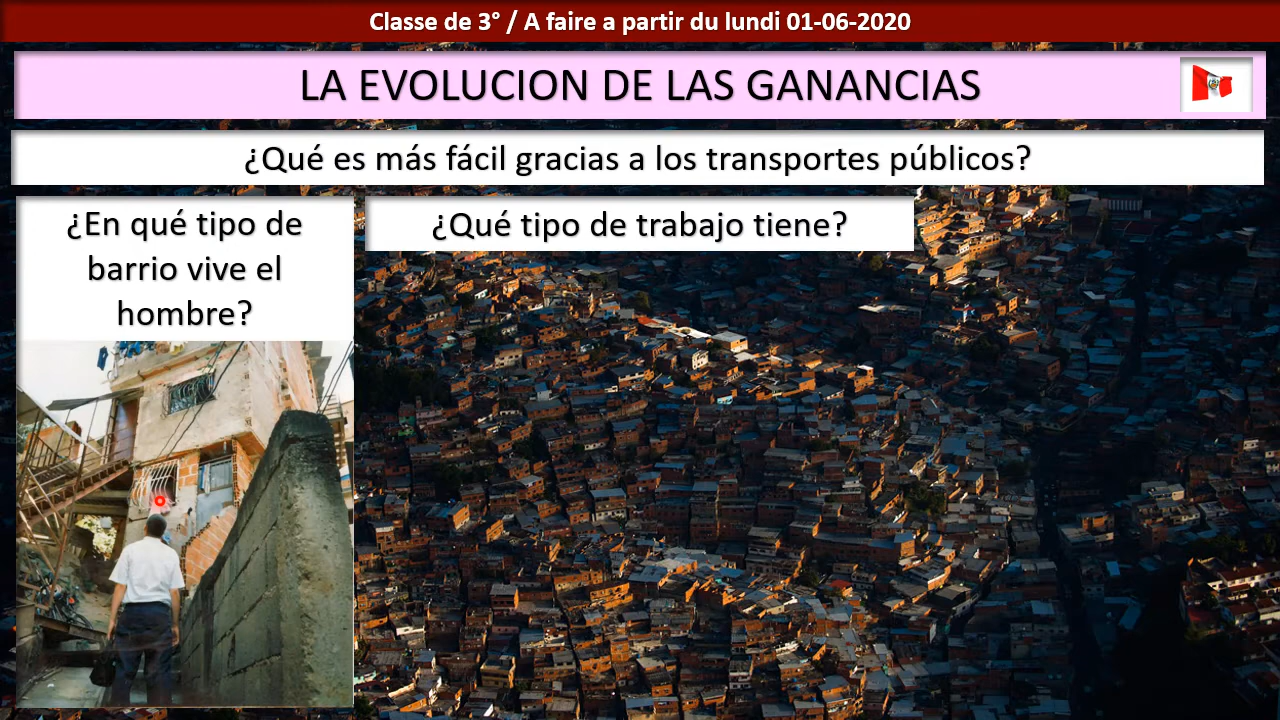 Classe de 3° / A faire a partir du lundi 01-06-2020
LA EVOLUCION DE LAS GANANCIAS
¿Qué es más fácil gracias a los transportes públicos?
¿En qué tipo de
barrio vive el
hombre?
¿Qué tipo de trabajo tiene?